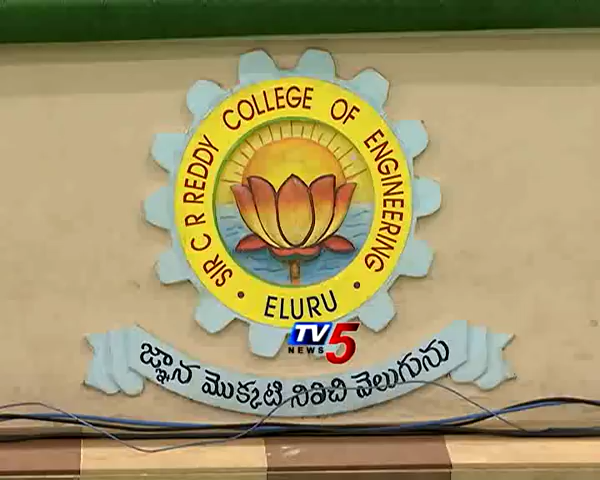 SIR C R REDDY COLLEGE OF ENGINEERING
• ELURU •
TV5
NEWS
జ్ఞాన మొక్కటి నిలిచి వెలుగును